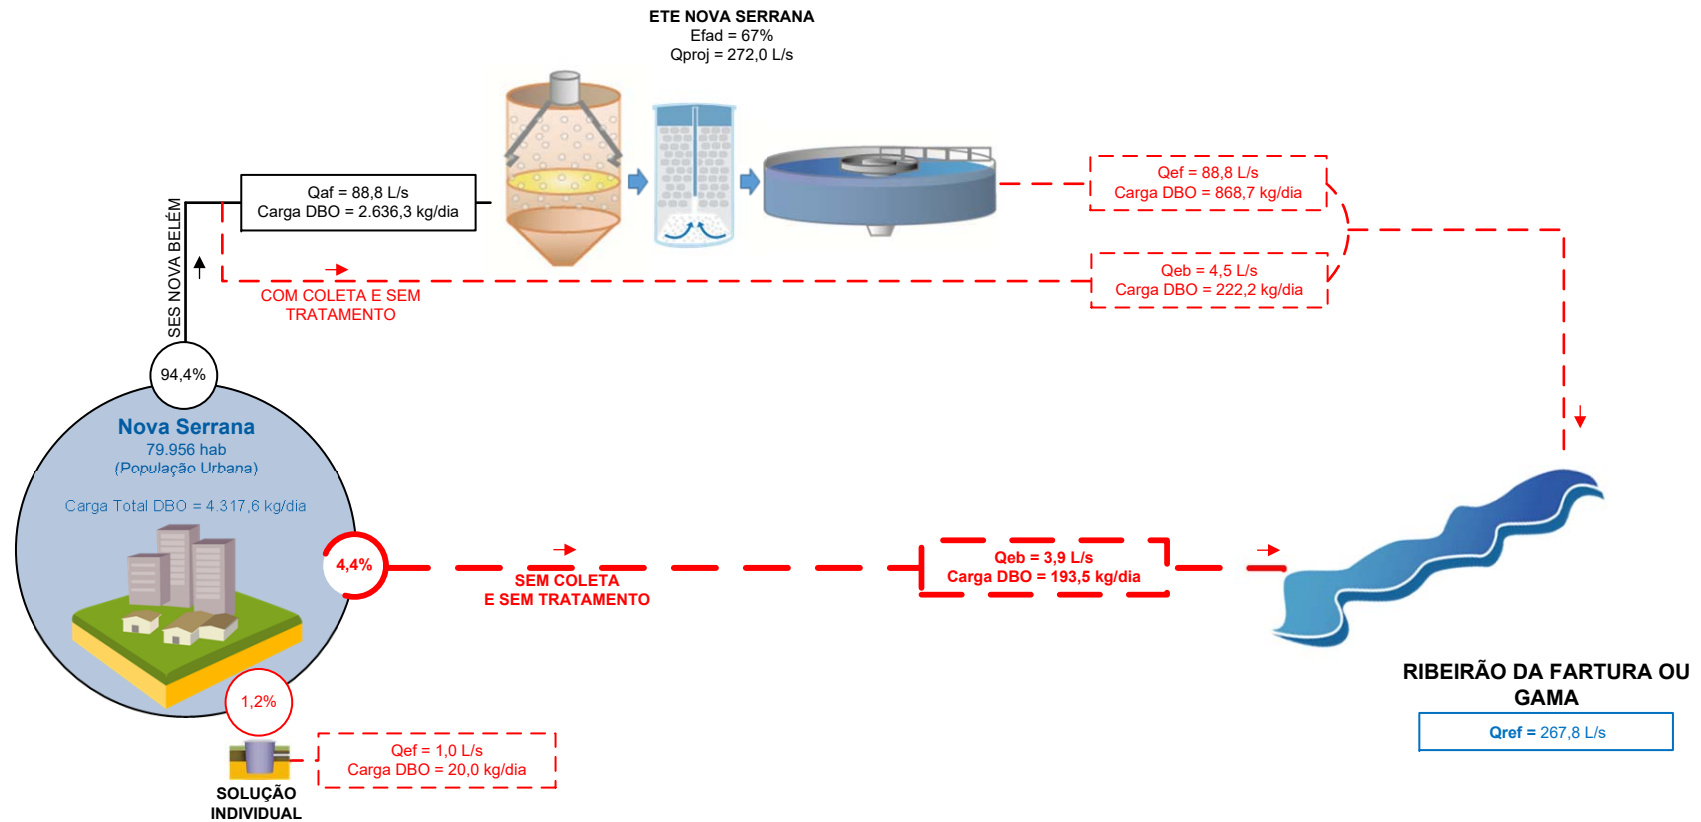 ETE NOVA SERRANA
Efad = 67%
Qproj = 272,0 L/s
Qaf = 88,8 L/s
Carga DBO = 2.636,3 kg/dia
Qef = 88,8 L/s
Carga DBO = 868,7 kg/dia
SES NOVA BELÉM
COM COLETA E SEM
TRATAMENTO
Qeb = 4,5 L/s
Carga DBO = 222,2 kg/dia
94,4%
Nova Serrana
79.956 hab
(População Urbana)
Carga Total DBO = 4.317,6 kg/dia
4,4%
SEM COLETA
E SEM TRATAMENTO
Qeb = 3,9 L/s
Carga DBO = 193,5 kg/dia
RIBEIRÃO DA FARTURA OU
GAMA
Qref = 267,8 L/s
1,2%
Qef = 1,0 L/s
Carga DBO = 20,0 kg/dia
SOLUÇÃO
INDIVIDUAL